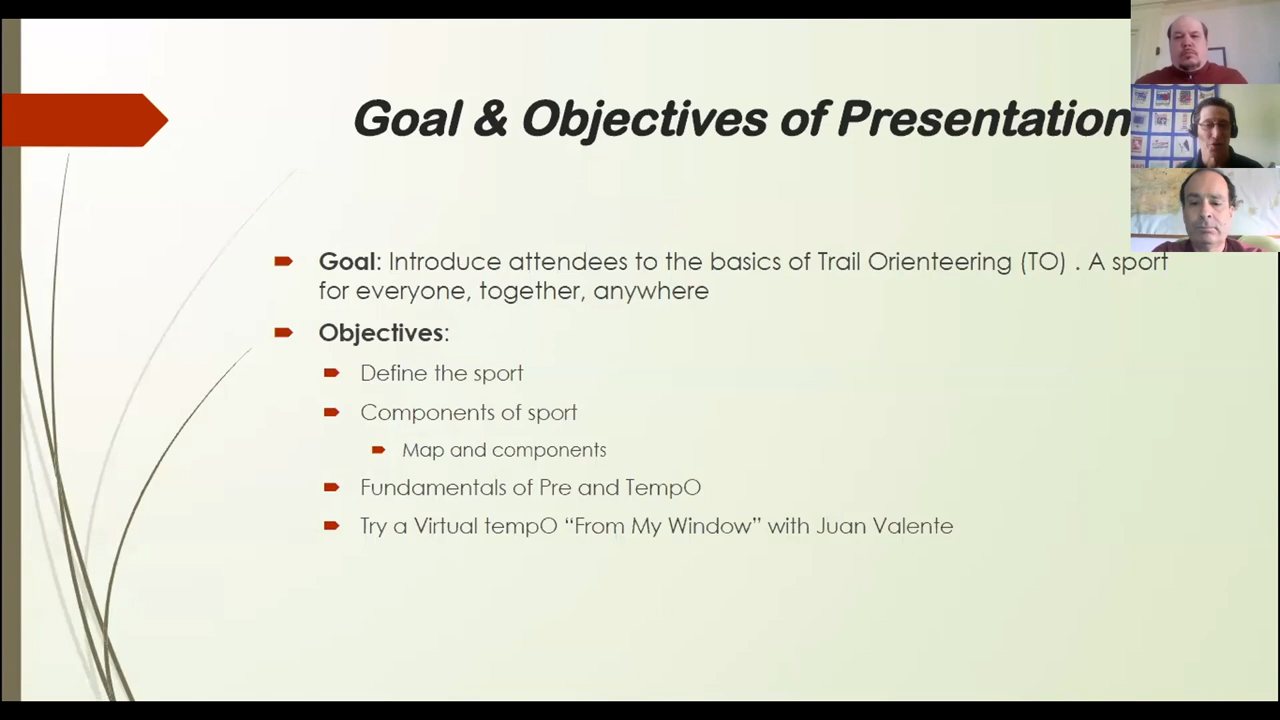 Goal & Objectives of Presentation
Goal: Introduce attendees to the basics of Trail Orienteering (TO) . A sport
for everyone, together, anywhere
Objectives:
Define the sport
Components of sport
Map and components
Fundamentals of Pre and TempO
Try a Virtual tempO “From My Window” with Juan Valente